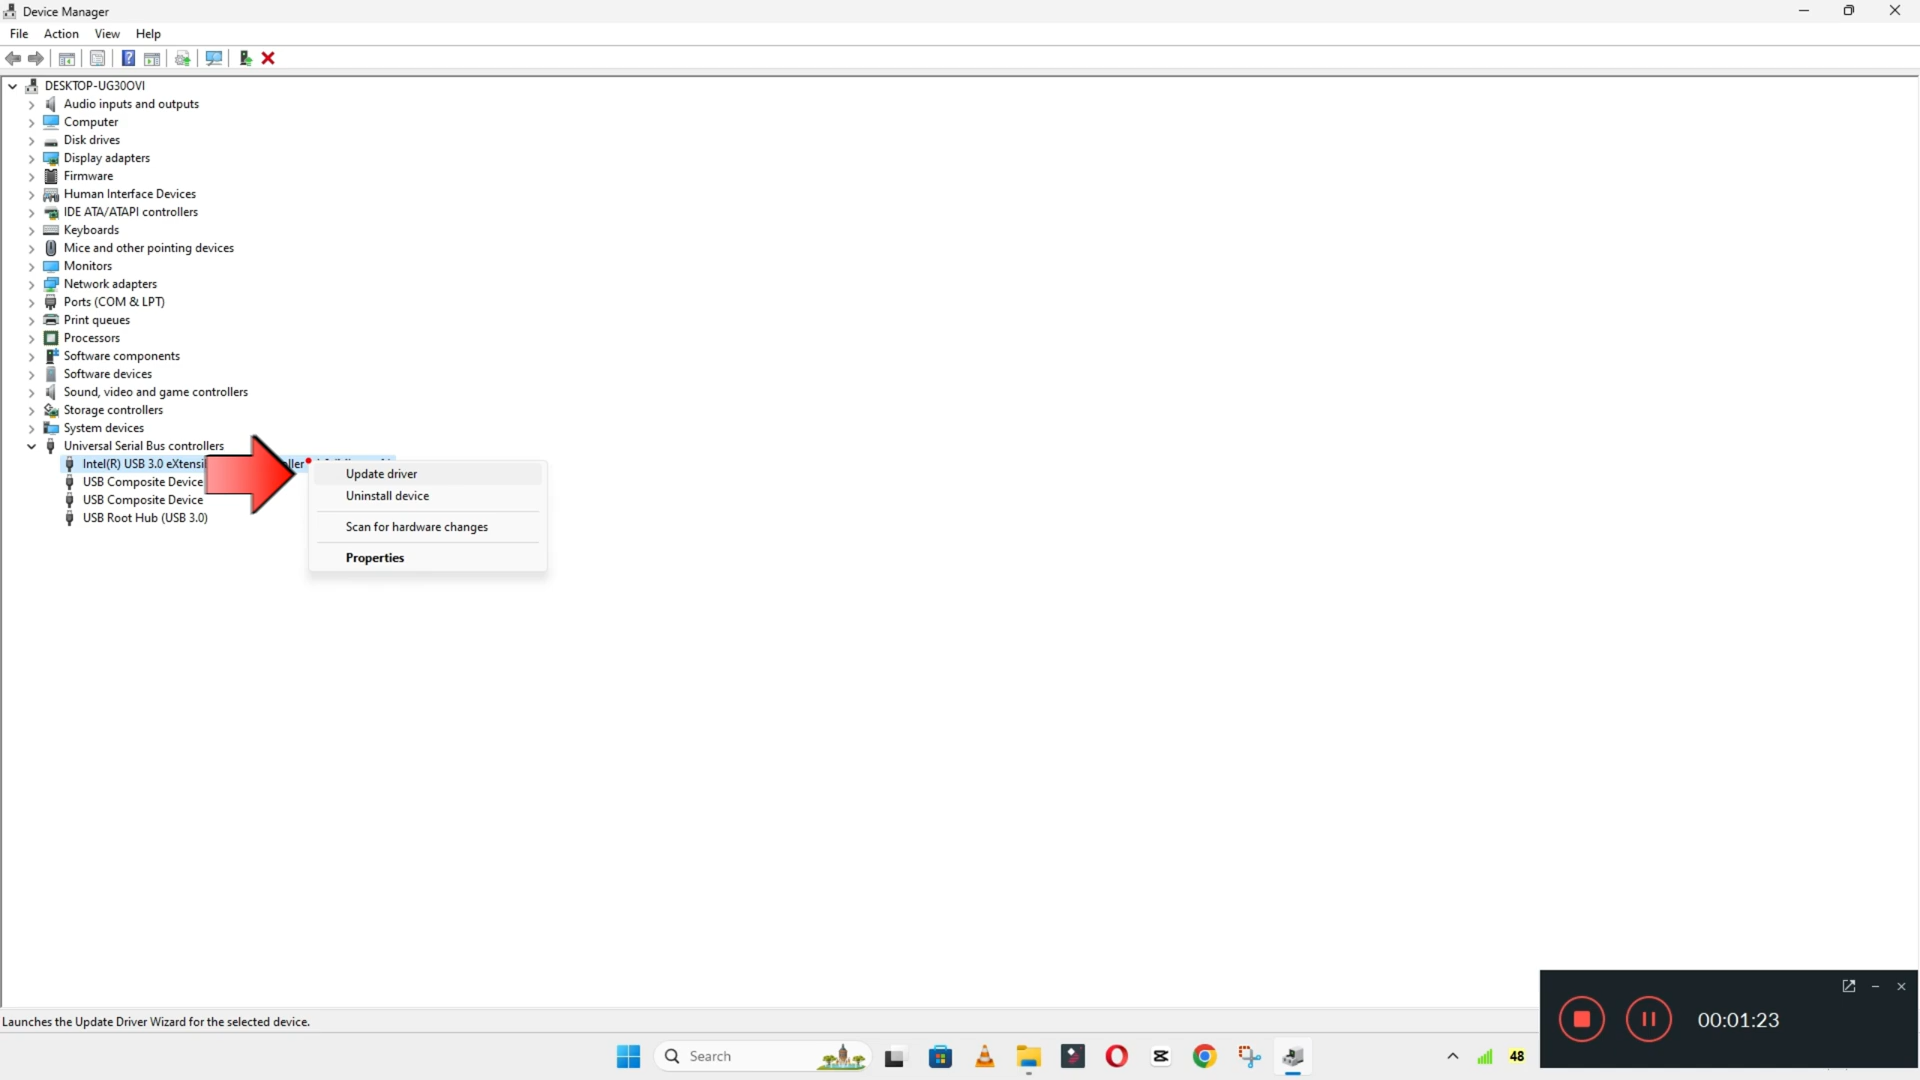 Device Manager
File Action View Help
DESKTOP-UG30OVI
Audio inputs and outputs
Computer
Disk drives
Display adapters
Firmware
Human Interface Devices
IDE ATA/ATAPI controllers
Keyboards
Mice and other pointing devices
Monitors
Network adapters
Ports (COM & LPT)
Print queues
Processors
Software components
Software devices
Sound, video and game controllers
Storage controllers
System devices
Universal Serial Bus controllers
Intel(R) USB 3.0
USB Composite Device
USB Composite Device
USB Root Hub (USB 3.0)
Update driver
Uninstall device
Scan for hardware changes
Properties
Launches the Update Driver Wizard for the selected device.
Search
48
00:01:23